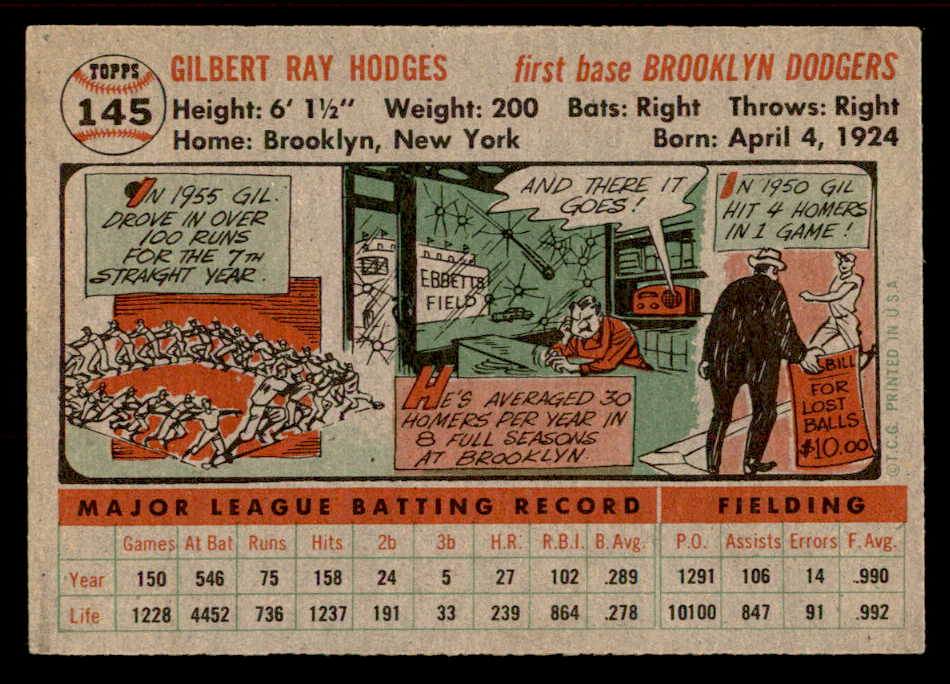 TOPPS
145
GILBERT RAY HODGES first base BROOKLYN DODGERS
Height: 6' 1½" Weight: 200 Bats: Right Throws: Right
Home: Brooklyn, New York Born: April 4, 1924
IN 1955 GIL
DROVE IN OVER
100 RUNS
FOR THE 7TH
STRAIGHT YEAR.
EBBETTS
FIELD
AND THERE IT
GOES!
HE'S AVERAGED 30
HOMERS PER YEAR IN
8 FULL SEASONS
AT BROOKLYN.
IN 1950 GIL
HIT 4 HOMERS
IN 1 GAME!
BILL
FOR
LOST
BALLS
$10.00
©T.C.G. PRINTED IN U.S.A.
MAJOR LEAGUE BATTING RECORD FIELDING
Games At Bat Runs Hits 2b 3b H.R. R.B.I. B. Avg. P.O. Assists Errors F. Avg.
Year 150 546 75 158 24 5 27 102 .289 1291 106 14 .990
Life 1228 4452 736 1237 191 33 239 864 .278 10100 847 91 .992